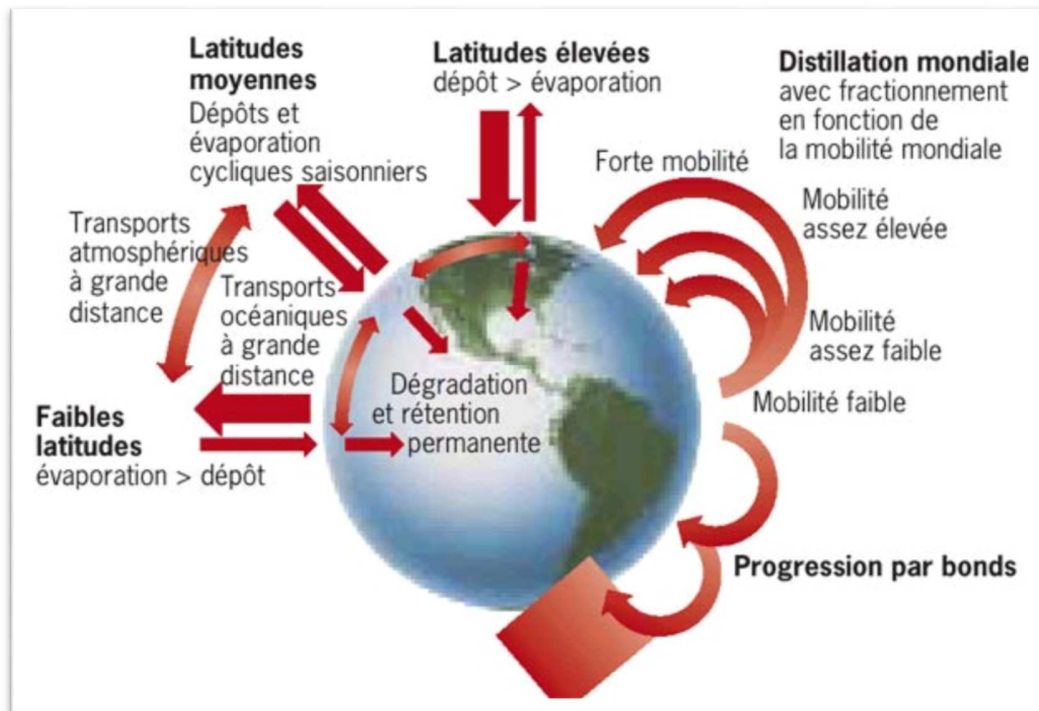 Latitudes
moyennes
Dépôts et
évaporation
cycliques saisonniers
Latitudes élevées
dépôt > évaporation
Distillation mondiale
avec fractionnement
en fonction de
la mobilité mondiale
Forte mobilité
Mobilité
assez élevée
Mobilité
assez faible
Mobilité faible
Transports
atmosphériques
à grande
distance
Transports
océaniques
à grande
distance
Dégradation
et rétention
permanente
Faibles
latitudes
évaporation > dépôt
Progression par bonds